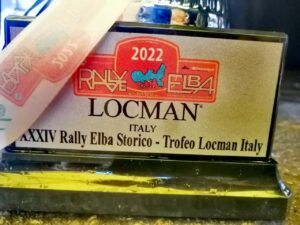 2022
RALLYE ELBA
LOCMAN
ITALY
XXXIV Rally Elba Storico - Trofeo Locman Italy